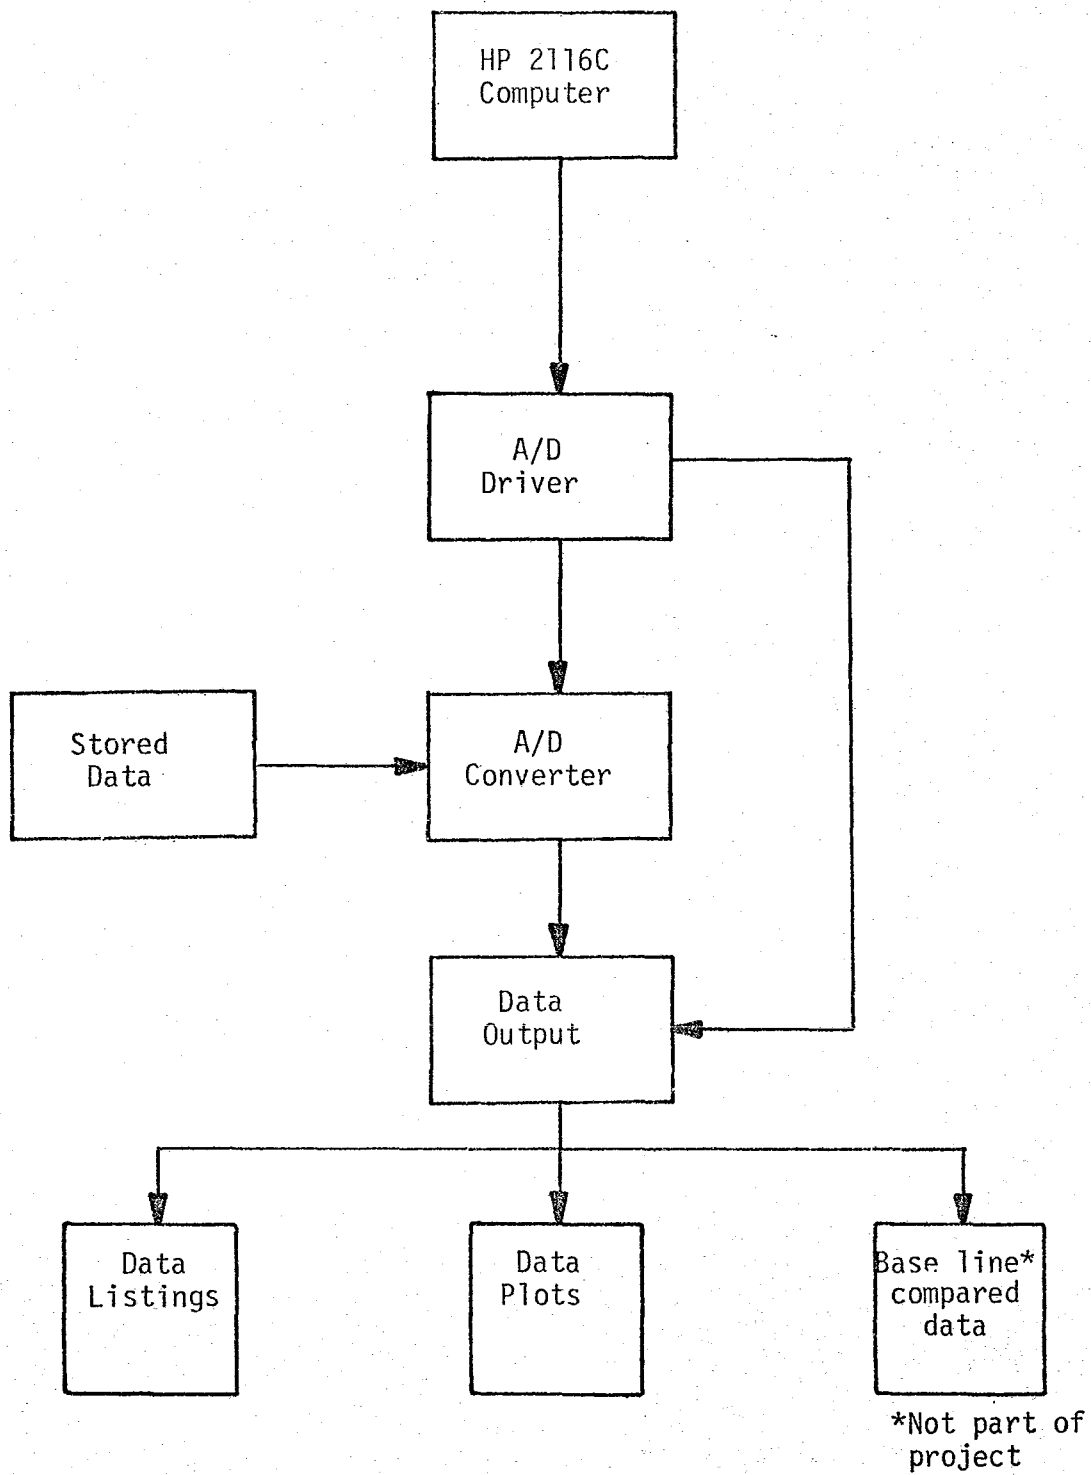 HP 2116C
Computer
A/D
Driver
Stored
Data
A/D
Converter
Data
Output
Data
Listings
Data
Plots
Base line*
compared
data
*Not part of
project